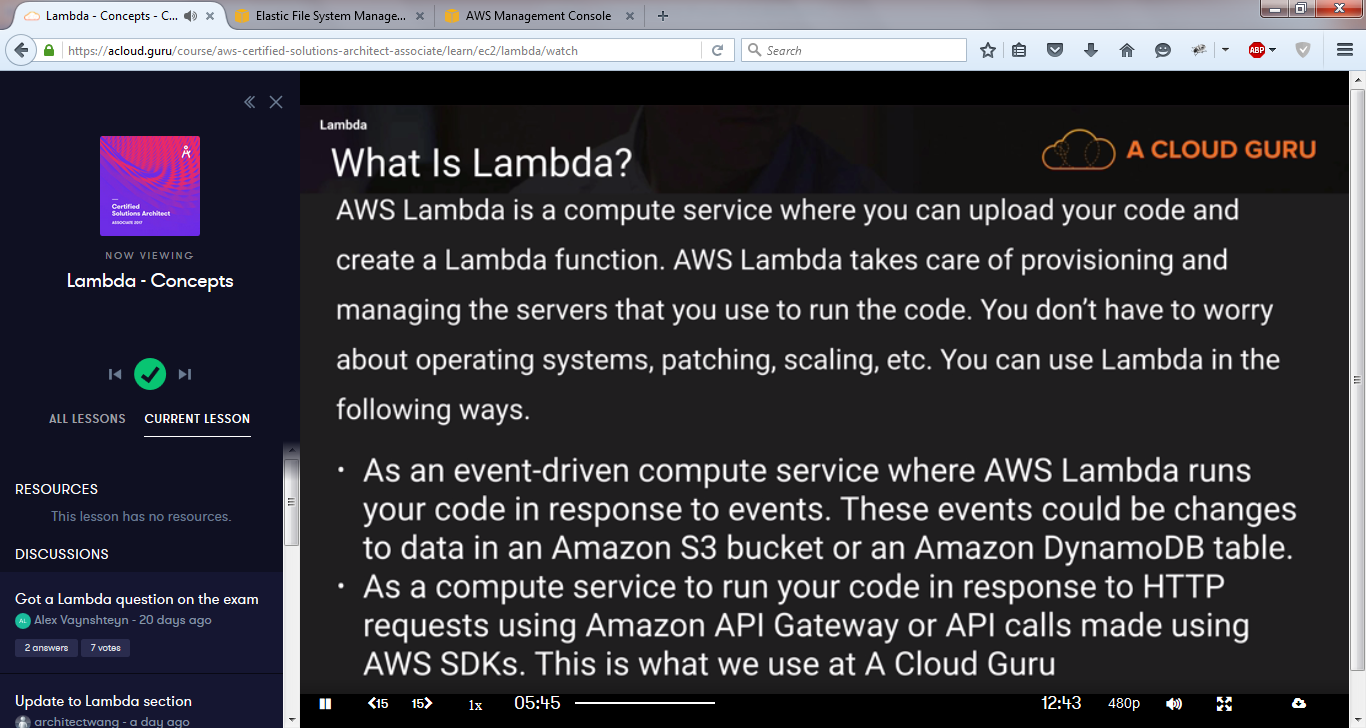 Lambda - Concepts - C...
Elastic File System Manage...
AWS Management Console
https://acloud.guru/course/aws-certified-solutions-architect-associate/learn/ec2/lambda/watch
Search
ABP
Certified
Solutions Architect
ASSOCIATE 2017
NOW VIEWING
Lambda - Concepts
ALL LESSONS CURRENT LESSON
RESOURCES
This lesson has no resources.
DISCUSSIONS
Got a Lambda question on the exam
AL Alex Vaynshteyn - 20 days ago
2 answers 7 votes
Update to Lambda section
architectwang - a day ago
Lambda
What Is Lambda?
A CLOUD GURU
AWS Lambda is a compute service where you can upload your code and
create a Lambda function. AWS Lambda takes care of provisioning and
managing the servers that you use to run the code. You don’t have to worry
about operating systems, patching, scaling, etc. You can use Lambda in the
following ways.
• As an event-driven compute service where AWS Lambda runs
your code in response to events. These events could be changes
to data in an Amazon S3 bucket or an Amazon DynamoDB table.
• As a compute service to run your code in response to HTTP
requests using Amazon API Gateway or API calls made using
AWS SDKs. This is what we use at A Cloud Guru
15 15 1x 05:45 12:43 480p